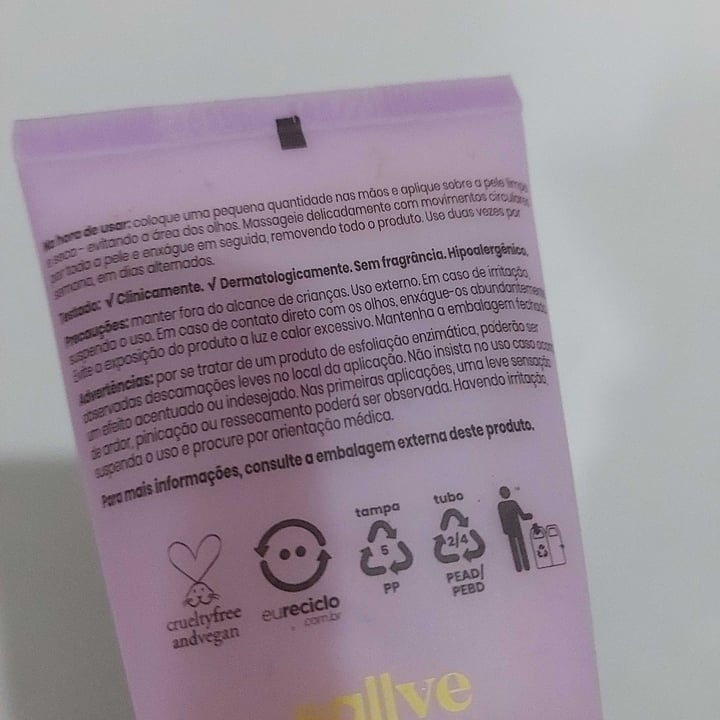 Na hora de usar: coloque uma pequena quantidade nas mãos e aplique sobre a pele limpa
e seca - evitando a área dos olhos. Massageie delicadamente com movimentos circulares
por toda a pele e enxágue em seguida, removendo todo o produto. Use duas vezes por
semana, em dias alternados.
Testado: √ Clinicamente. √ Dermatologicamente. Sem fragrância. Hipoalergênico.
Precauções: manter fora do alcance de crianças. Uso externo. Em caso de irritação,
suspenda o uso. Em caso de contato direto com os olhos, enxágue-os abundantemente.
Evite a exposição do produto a luz e calor excessivo. Mantenha a embalagem fechada.
Advertências: por se tratar de um produto de esfoliação enzimática, poderão ser
observadas descamações leves no local da aplicação. Não insista no uso caso ocorra
um efeito acentuado ou indesejado. Nas primeiras aplicações, uma leve sensação
de ardor, pinicação ou ressecamento poderá ser observada. Havendo irritação,
suspenda o uso e procure por orientação médica.
Para mais informações, consulte a embalagem externa deste produto.
tampa
tubo
5
2/4
PP
PEAD/
PEBD
crueltyfree
andvegan
eureciclo
.com.br
sallve